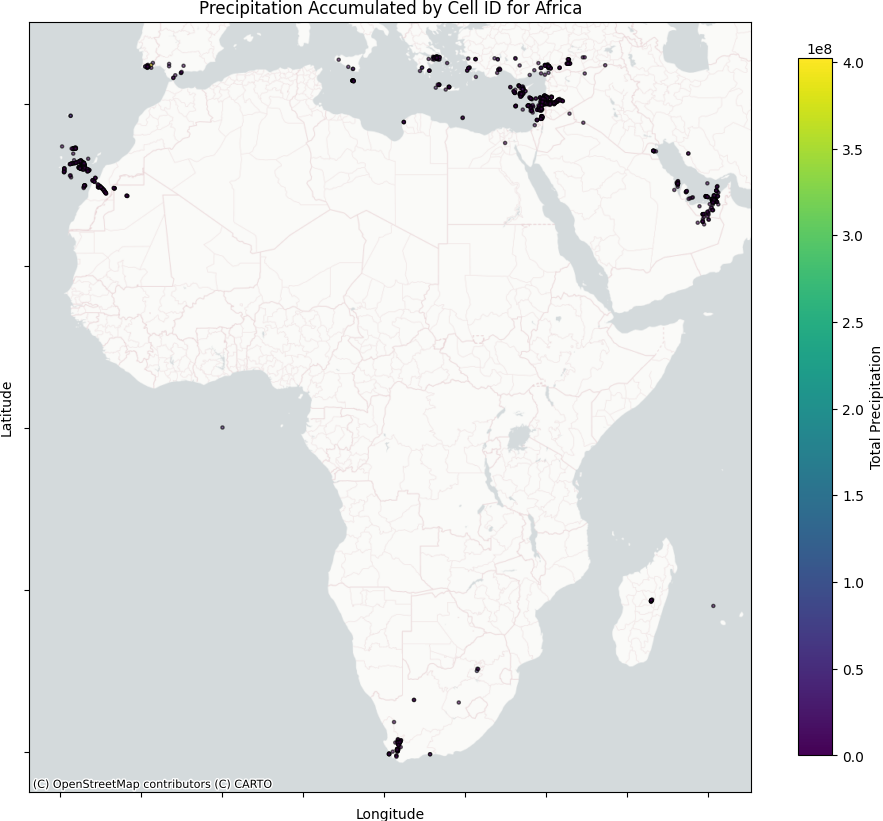 Precipitation Accumulated by Cell ID for Africa
1e8
4.0
3.5
3.0
2.5
2.0
1.5
1.0
0.5
0.0
Total Precipitation
Latitude
(C) OpenStreetMap contributors (C) CARTO
Longitude